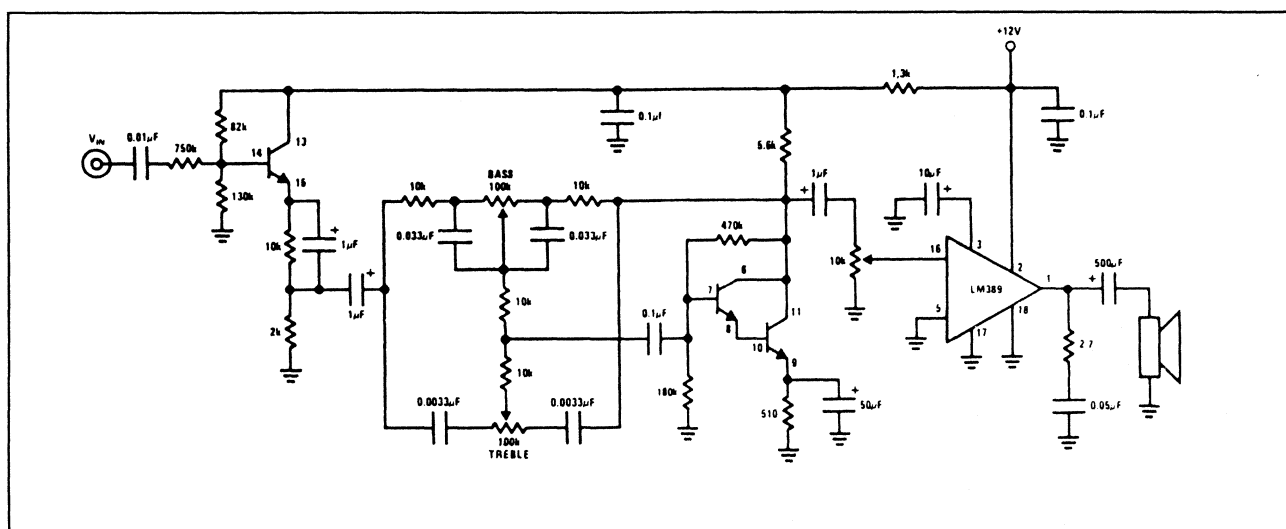 +12V
1.3k
0.1µF
0.1µF
82k
5.6k
V_IN
0.01µF
750k
14
13
15
130k
BASS
100k
10k
10k
1µF
10µF
10k
1µF
0.033µF
0.033µF
470k
10k
16
3
2
1
500µF
LM389
5
17
18
1µF
2k
10k
0.1µF
7
6
8
11
10
9
10k
180k
2.7
0.0033µF
0.0033µF
510
50µF
0.05µF
100k
TREBLE